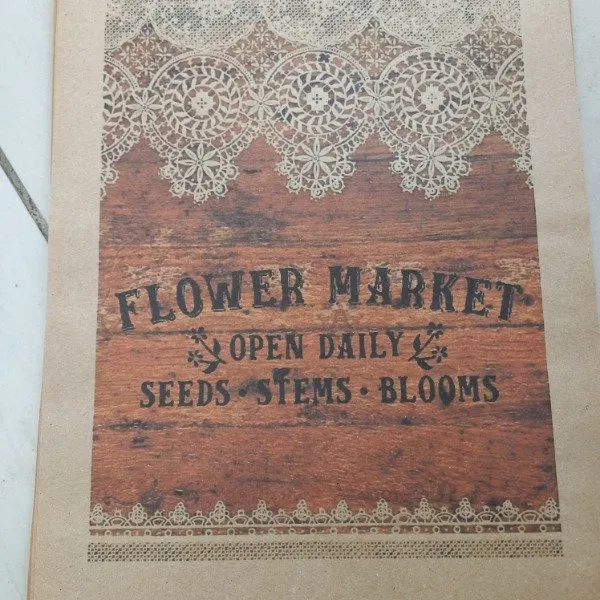 FLOWER MARKET
OPEN DAILY
SEEDS • STEMS • BLOOMS